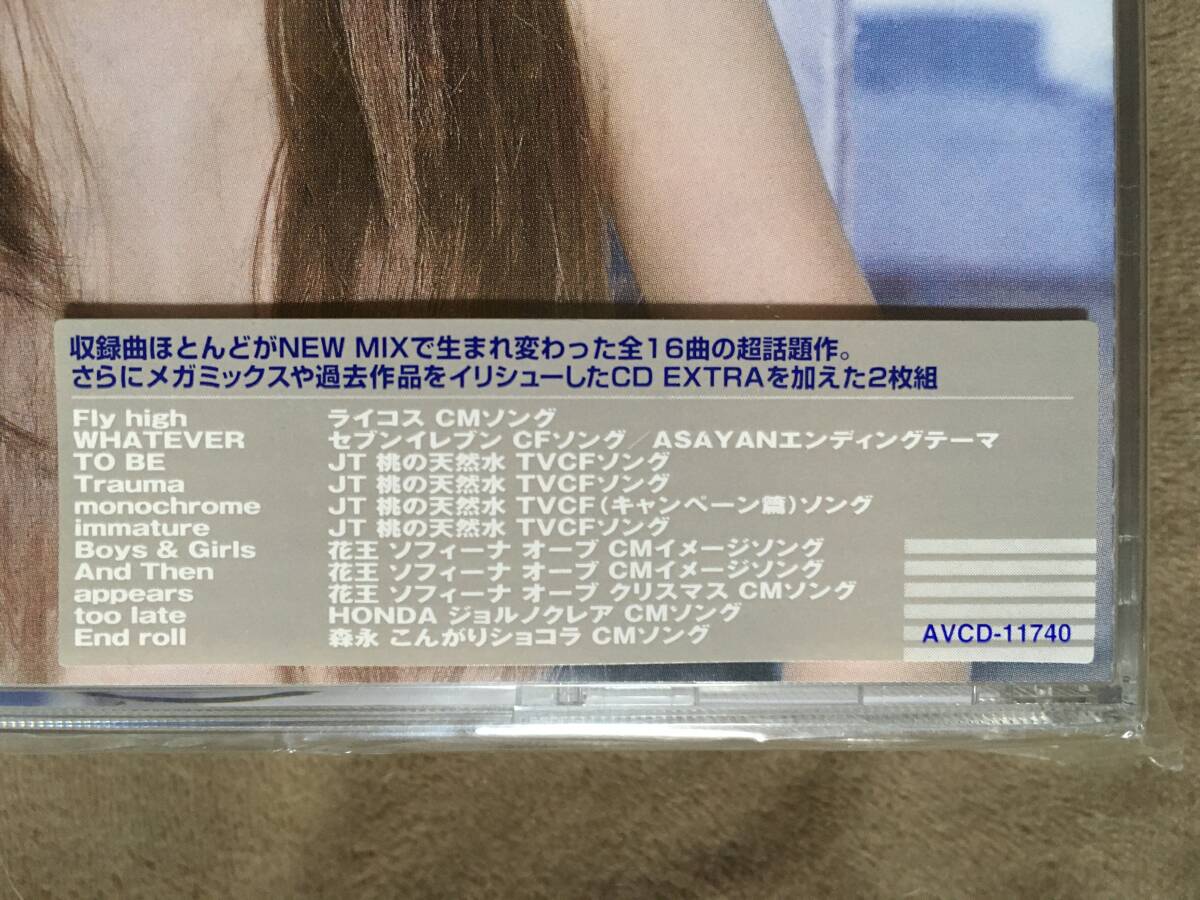 収録曲ほとんどがNEW MIXで生まれ変わった全16曲の超話題作。
さらにメガミックスや過去作品をイリシューしたCD EXTRAを加えた2枚組
Fly high ライコス CMソング
WHATEVER セブンイレブン CFソング／ASAYANエンディングテーマ
TO BE JT 桃の天然水 TVCFソング
Trauma JT 桃の天然水 TVCFソング
monochrome JT 桃の天然水 TVCF(キャンペーン篇)ソング
immature JT 桃の天然水 TVCFソング
Boys & Girls 花王 ソフィーナ オーブ CMイメージソング
And Then 花王 ソフィーナ オーブ CMイメージソング
appears 花王 ソフィーナ オーブ クリスマス CMソング
too late HONDA ジョルノクレア CMソング
End roll 森永 こんがりショコラ CMソング
AVCD-11740